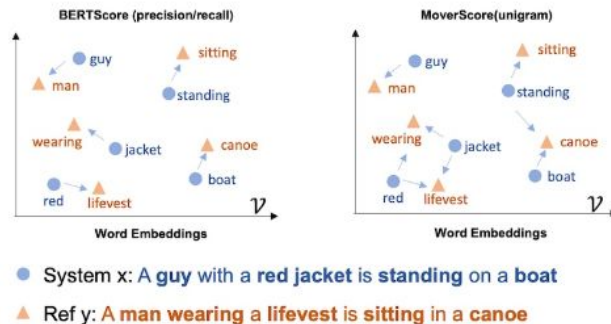 BERTScore (precision/recall)
guy
man
sitting
standing
wearing
jacket
canoe
boat
red
lifevest
𝒱
Word Embeddings
MoverScore(unigram)
guy
man
sitting
standing
wearing
jacket
canoe
boat
red
lifevest
𝒱
Word Embeddings
System x: A guy with a red jacket is standing on a boat
Ref y: A man wearing a lifevest is sitting in a canoe